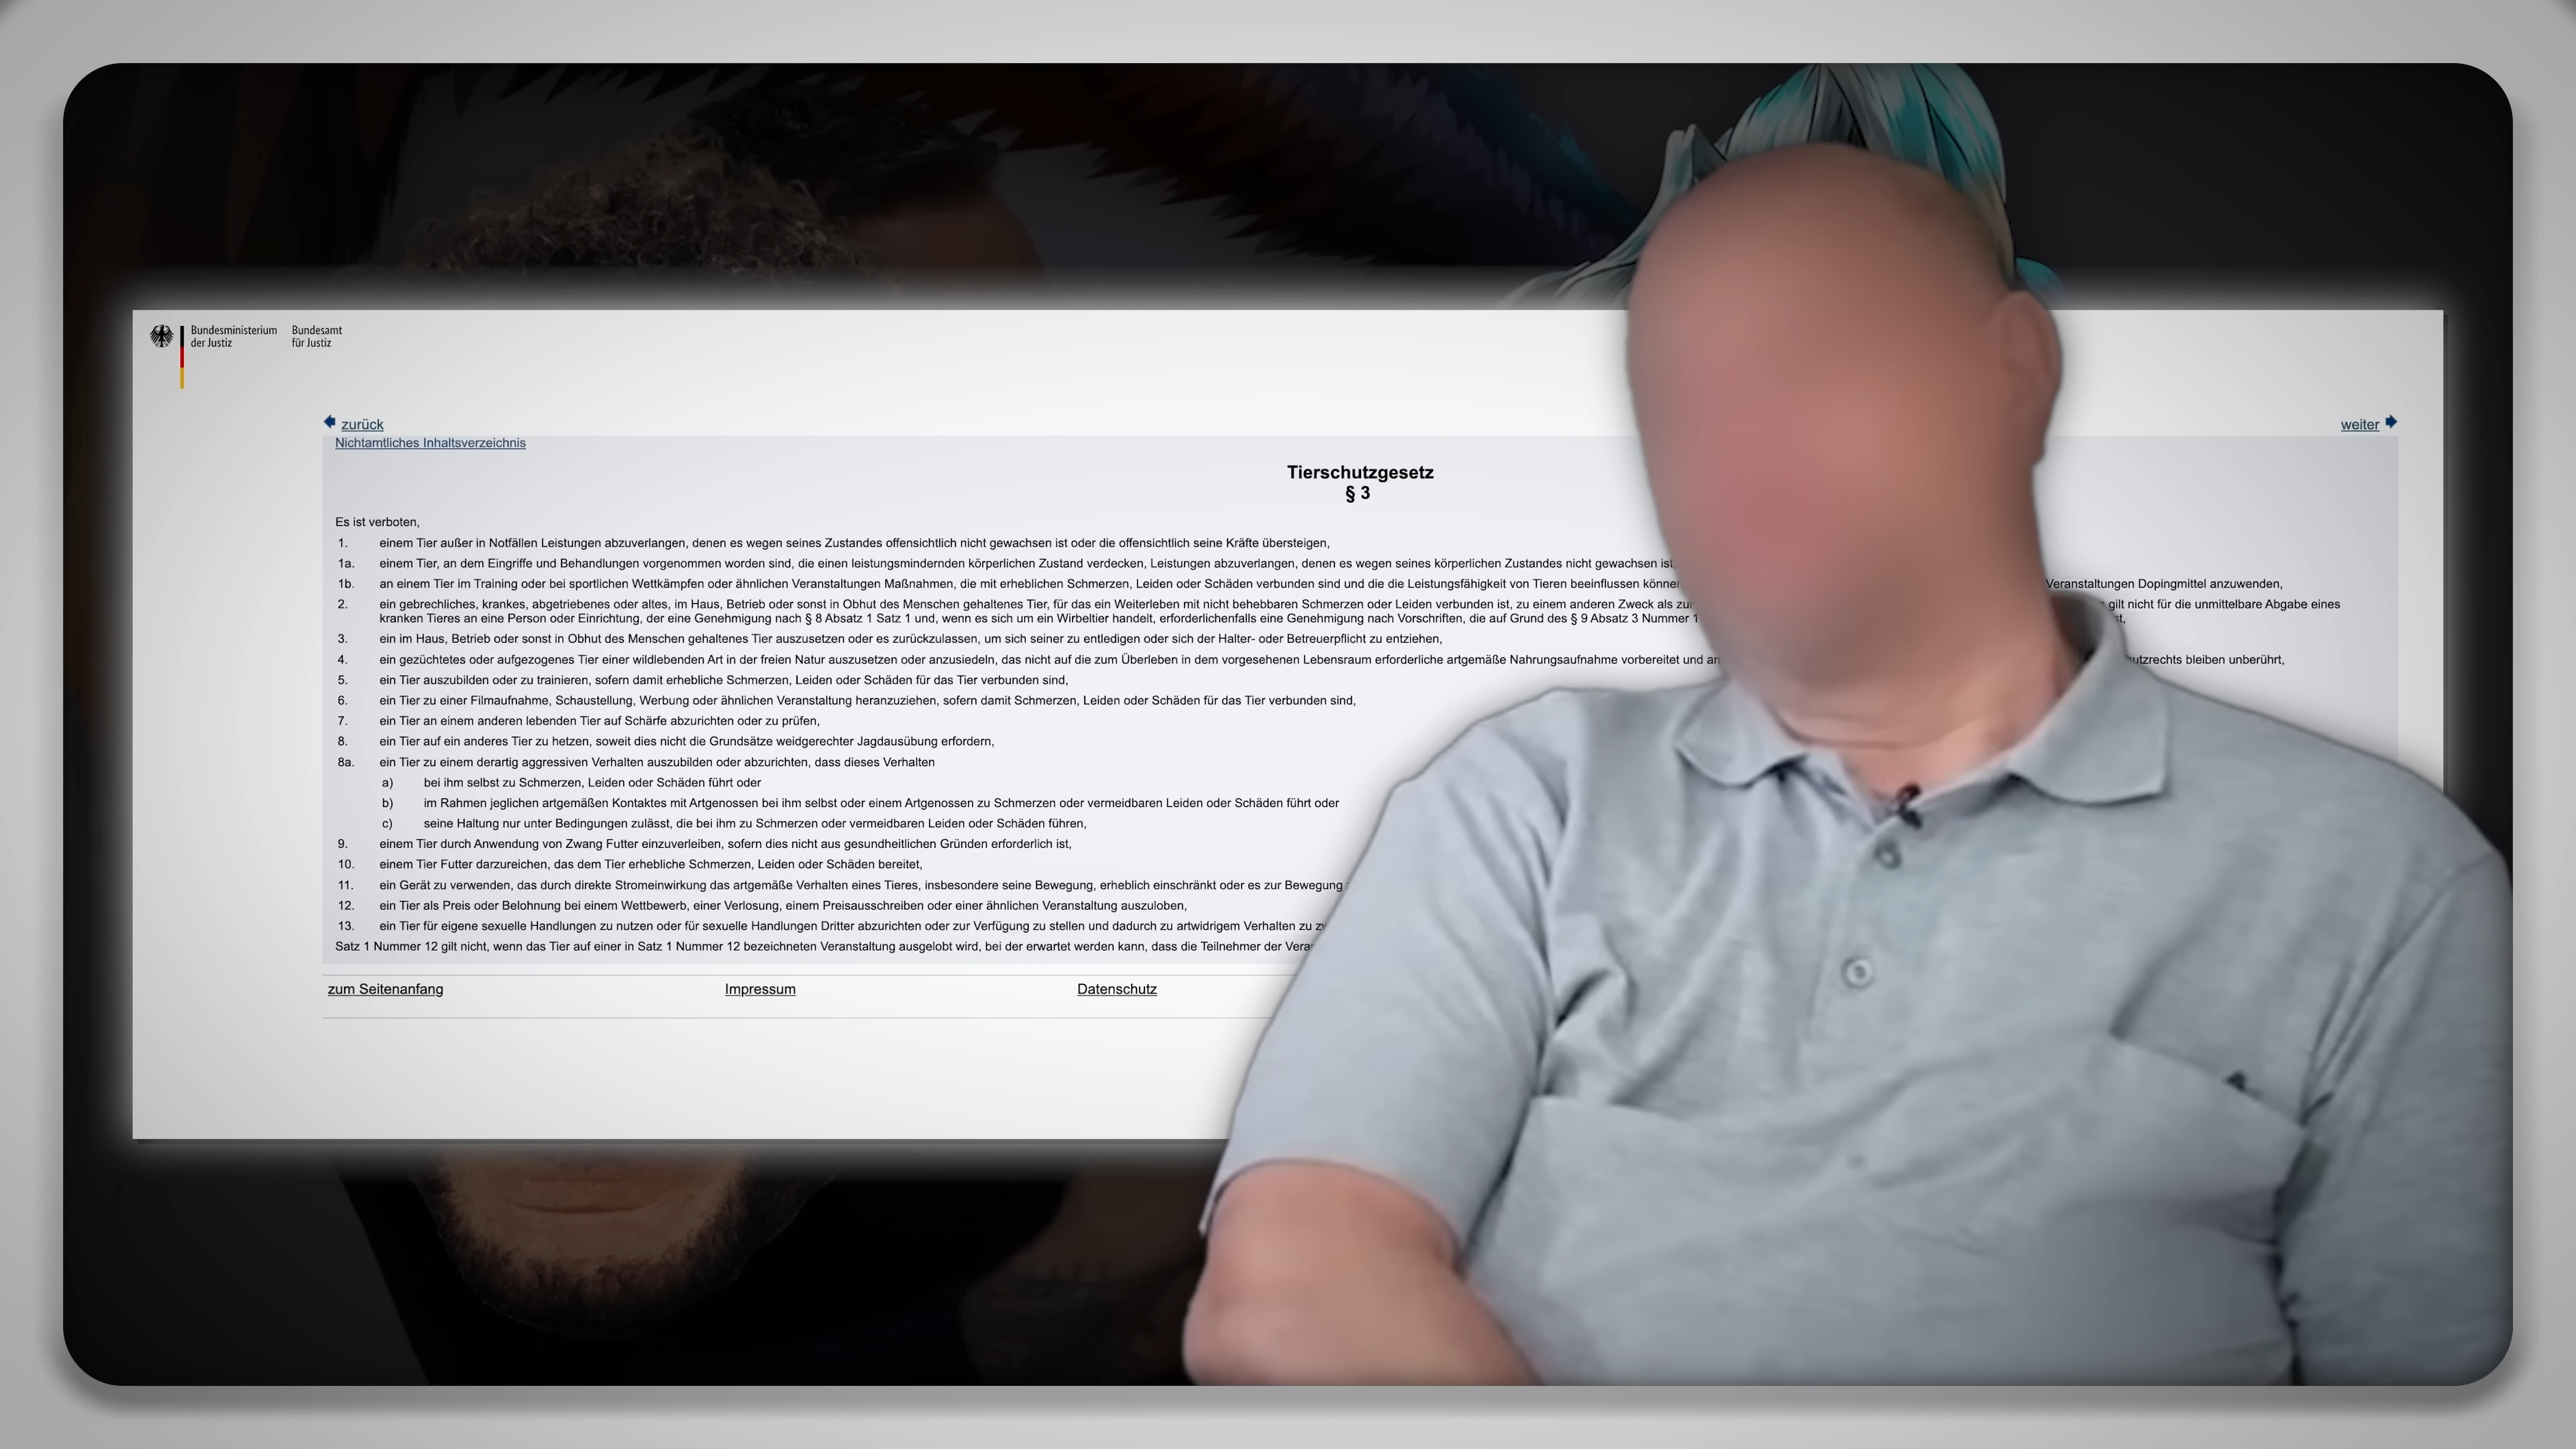 Bundesministerium der Justiz
Bundesamt für Justiz
zurück
weiter
Nichtamtliches Inhaltsverzeichnis
Tierschutzgesetz
§ 3
Es ist verboten,
1. einem Tier außer in Notfällen Leistungen abzuverlangen, denen es wegen seines Zustandes offensichtlich nicht gewachsen ist oder die offensichtlich seine Kräfte übersteigen,
1a. einem Tier, an dem Eingriffe und Behandlungen vorgenommen worden sind, die einen leistungsmindernden körperlichen Zustand verdecken, Leistungen abzuverlangen, denen es wegen seines körperlichen Zustandes nicht gewachsen ist,
1b. an einem Tier im Training oder bei sportlichen Wettkämpfen oder ähnlichen Veranstaltungen Maßnahmen, die mit erheblichen Schmerzen, Leiden oder Schäden verbunden sind und die die Leistungsfähigkeit von Tieren beeinflussen Veranstaltungen Dopingmittel anzuwenden,
2. ein gebrechliches, krankes, abgetriebenes oder altes, im Haus, Betrieb oder sonst in Obhut des Menschen gehaltenes Tier, für das ein Weiterleben mit nicht behebbaren Schmerzen oder Leiden verbunden ist, zu einem anderen Zweck als gilt nicht für die unmittelbare Abgabe eines
kranken Tieres an eine Person oder Einrichtung, der eine Genehmigung nach § 8 Absatz 1 Satz 1 und, wenn es sich um ein Wirbeltier handelt, erforderlichenfalls eine Genehmigung nach Vorschriften, die auf Grund des § 9 Absatz 3 Nummer 1
3. ein im Haus, Betrieb oder sonst in Obhut des Menschen gehaltenes Tier auszusetzen oder es zurückzulassen, um sich seiner zu entledigen oder sich der Halter- oder Betreuerpflicht zu entziehen,
4. ein gezüchtetes oder aufgezogenes Tier einer wildlebenden Art in der freien Natur auszusetzen oder anzusiedeln, das nicht auf die zum Überleben in dem vorgesehenen Lebensraum erforderliche artgemäße Nahrungsaufnahme vorbereitet und bleiben unberührt,
5. ein Tier auszubilden oder zu trainieren, sofern damit erhebliche Schmerzen, Leiden oder Schäden für das Tier verbunden sind,
6. ein Tier zu einer Filmaufnahme, Schaustellung, Werbung oder ähnlichen Veranstaltung heranzuziehen, sofern damit Schmerzen, Leiden oder Schäden für das Tier verbunden sind,
7. ein Tier an einem anderen lebenden Tier auf Schärfe abzurichten oder zu prüfen,
8. ein Tier auf ein anderes Tier zu hetzen, soweit dies nicht die Grundsätze weidgerechter Jagdausübung erfordern,
8a. ein Tier zu einem derartig aggressiven Verhalten auszubilden oder abzurichten, dass dieses Verhalten
a) bei ihm selbst zu Schmerzen, Leiden oder Schäden führt oder
b) im Rahmen jeglichen artgemäßen Kontaktes mit Artgenossen bei ihm selbst oder einem Artgenossen zu Schmerzen oder vermeidbaren Leiden oder Schäden führt oder
c) seine Haltung nur unter Bedingungen zulässt, die bei ihm zu Schmerzen oder vermeidbaren Leiden oder Schäden führen,
9. einem Tier durch Anwendung von Zwang Futter einzuverleiben, sofern dies nicht aus gesundheitlichen Gründen erforderlich ist,
10. einem Tier Futter darzureichen, das dem Tier erhebliche Schmerzen, Leiden oder Schäden bereitet,
11. ein Gerät zu verwenden, das durch direkte Stromeinwirkung das artgemäße Verhalten eines Tieres, insbesondere seine Bewegung, erheblich einschränkt oder es zur Bewegung
12. ein Tier als Preis oder Belohnung bei einem Wettbewerb, einer Verlosung, einem Preisausschreiben oder einer ähnlichen Veranstaltung auszuloben,
13. ein Tier für eigene sexuelle Handlungen zu nutzen oder für sexuelle Handlungen Dritter abzurichten oder zur Verfügung zu stellen und dadurch zu artwidrigem Verhalten zu
Satz 1 Nummer 12 gilt nicht, wenn das Tier auf einer in Satz 1 Nummer 12 bezeichneten Veranstaltung ausgelobt wird, bei der erwartet werden kann, dass die Teilnehmer der
zum Seitenanfang
Impressum
Datenschutz